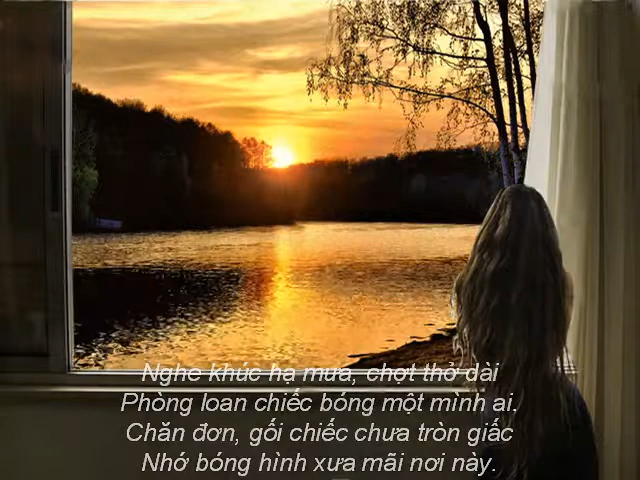 Nghe khúc hạ mưa, chợt thở dài
Phòng loan chiếc bóng một mình ai.
Chăn đơn, gối chiếc chưa tròn giấc
Nhớ bóng hình xưa mãi nơi này.